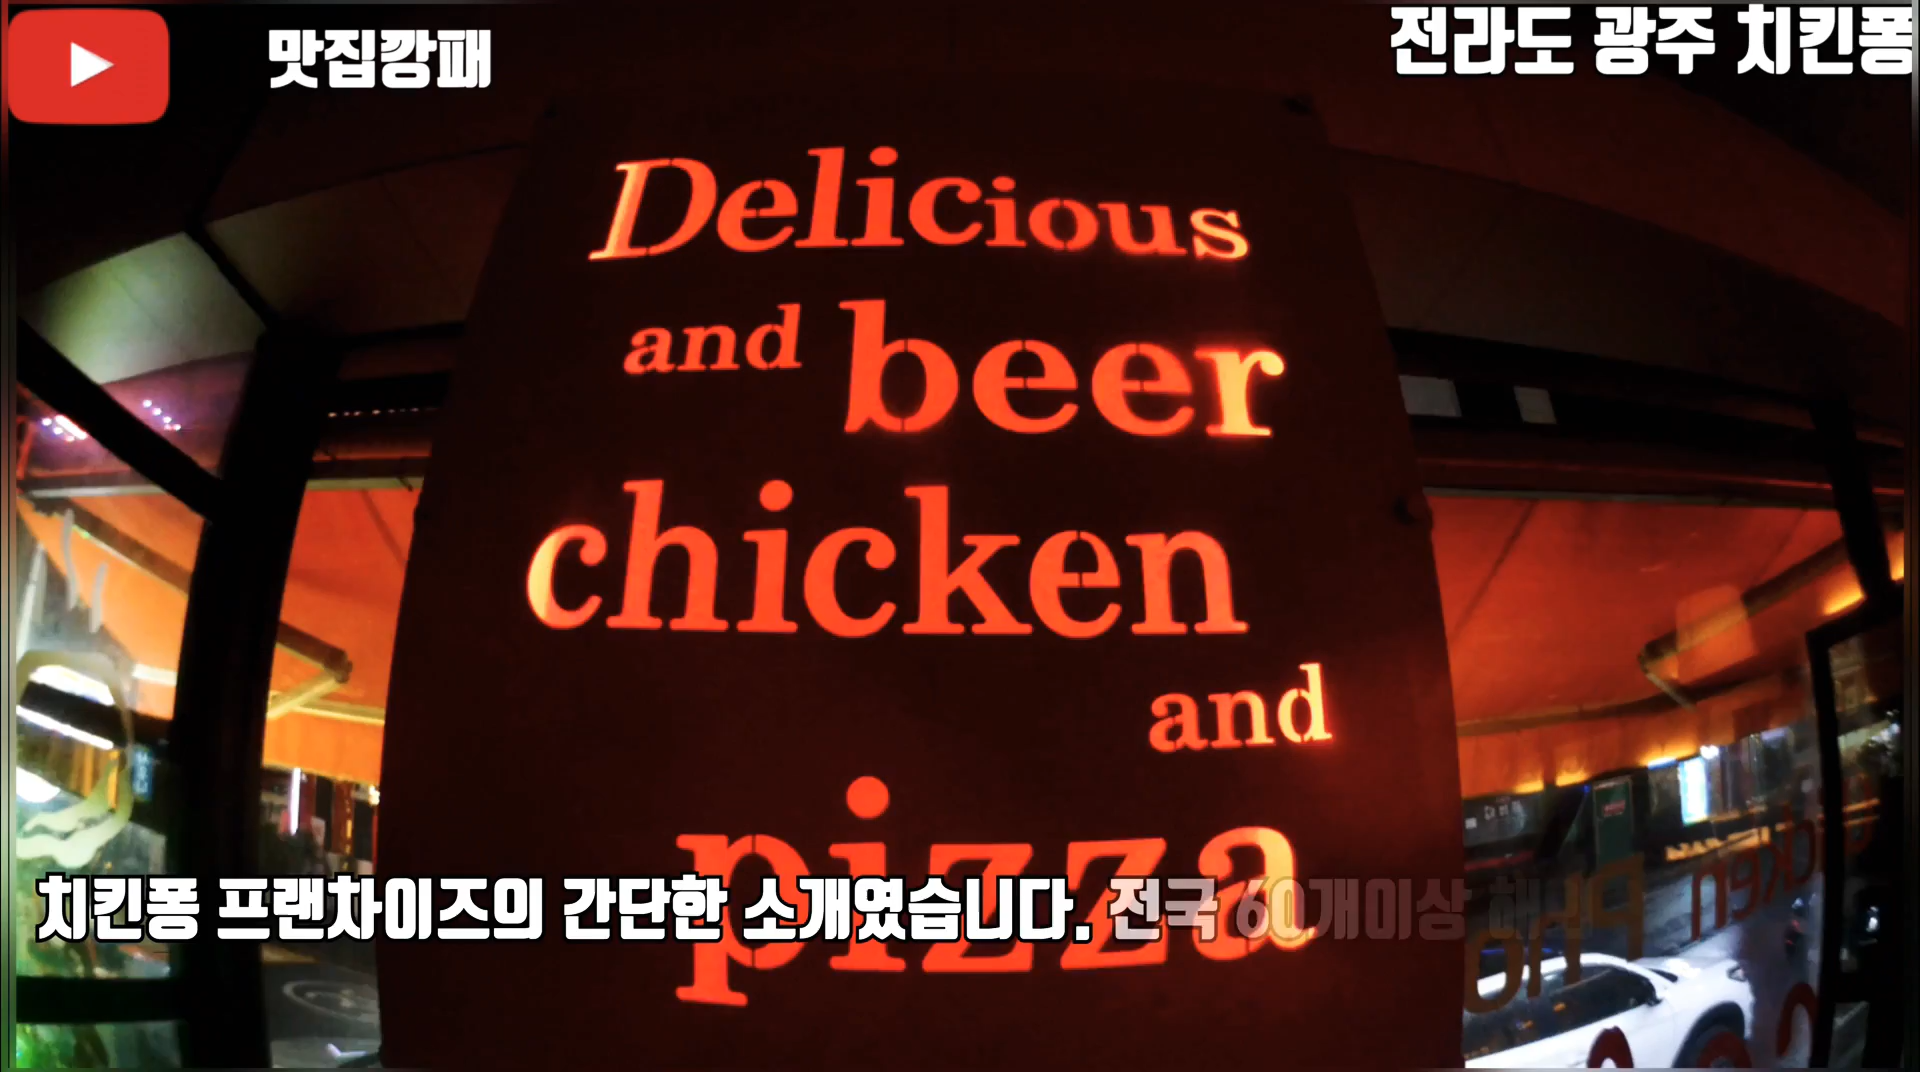 맛집깡패
전라도 광주 치킨퐁
Delicious
and beer
chicken
and
pizza
치킨퐁 프랜차이즈의 간단한 소개였습니다. 전국 60개이상